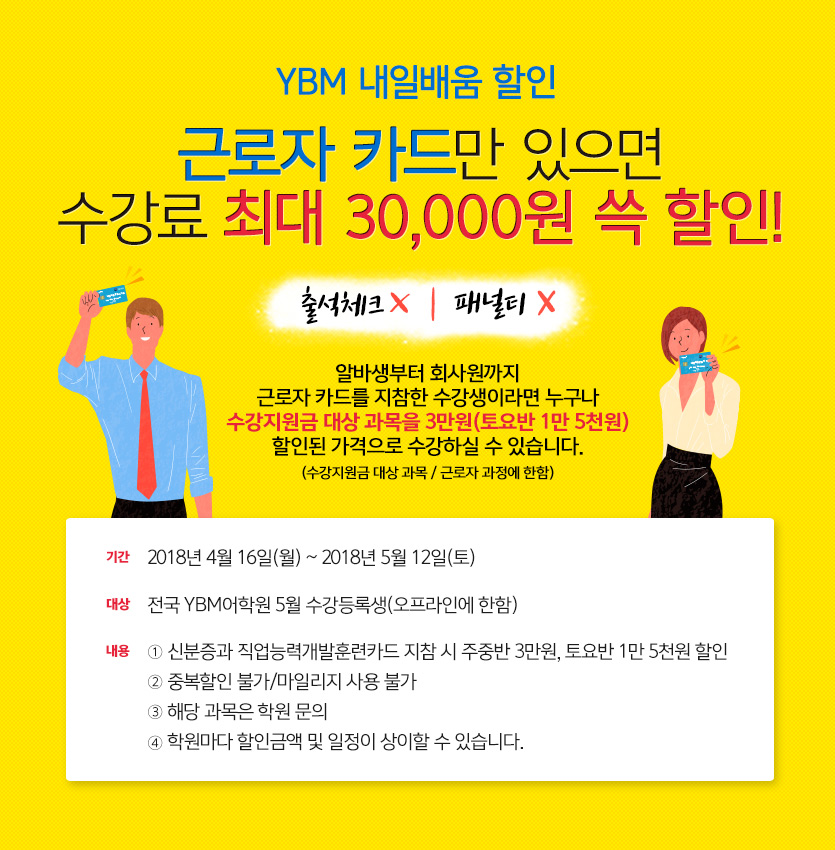 YBM 내일배움 할인
근로자 카드만 있으면
수강료 최대 30,000원 쏙 할인!
출석체크 X | 패널티 X
알바생부터 회사원까지
근로자 카드를 지참한 수강생이라면 누구나
수강지원금 대상 과목을 3만원(토요반 1만 5천원)
할인된 가격으로 수강하실 수 있습니다.
(수강지원금 대상 과목 / 근로자 과정에 한함)
기간 2018년 4월 16일(월) ~ 2018년 5월 12일(토)
대상 전국 YBM어학원 5월 수강등록생(오프라인에 한함)
내용 ① 신분증과 직업능력개발훈련카드 지참 시 주중반 3만원, 토요반 1만 5천원 할인
② 중복할인 불가/마일리지 사용 불가
③ 해당 과목은 학원 문의
④ 학원마다 할인금액 및 일정이 상이할 수 있습니다.